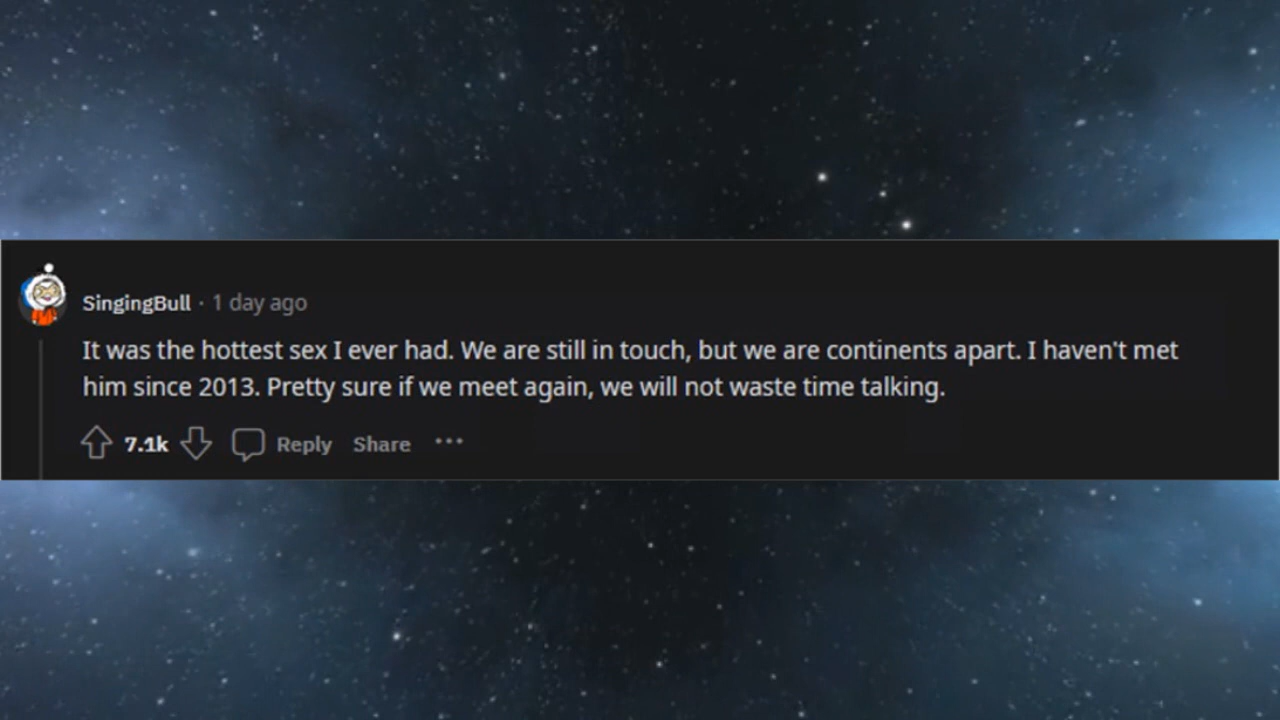 SingingBull · 1 day ago
It was the hottest sex I ever had. We are still in touch, but we are continents apart. I haven't met
him since 2013. Pretty sure if we meet again, we will not waste time talking.
7.1k Reply Share ···